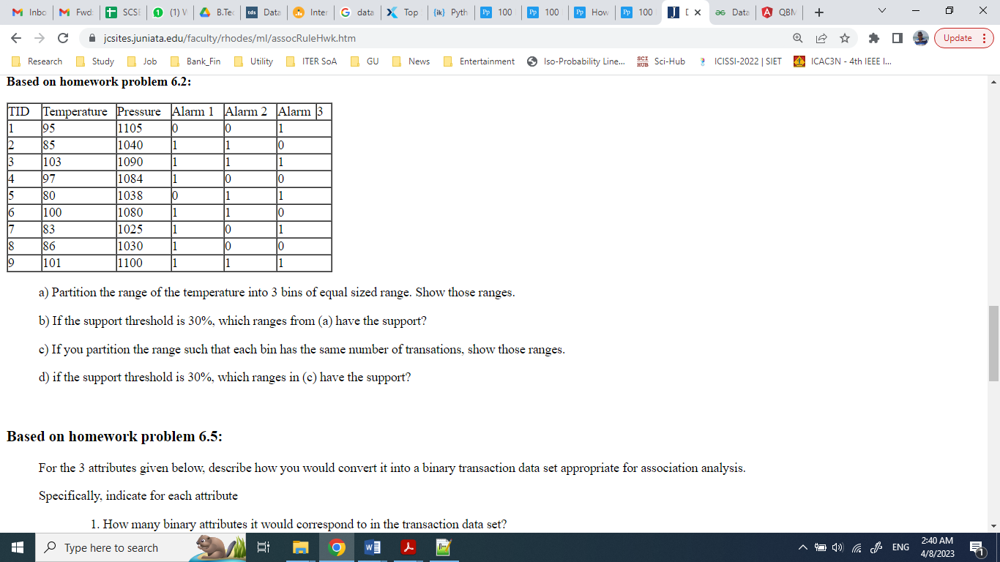 Inbo Fwd: SCSE (1) V B.Tec tds Data Inter data Top {ik} Pyth Pp 100 Pp 100 Pp How Pp 100 Data QBM
jcsites.juniata.edu/faculty/rhodes/ml/assocRuleHwk.htm Update
Research Study Job Bank_Fin Utility ITER SoA GU News Entertainment Iso-Probability Line... SCI HUB Sci-Hub ICISSI-2022 | SIET ICAC3N - 4th IEEE I...
Based on homework problem 6.2:
TID Temperature Pressure Alarm 1 Alarm 2 Alarm 3
1 95 1105 0 0 1
2 85 1040 1 1 0
3 103 1090 1 1 1
4 97 1084 1 0 0
5 80 1038 0 1 1
6 100 1080 1 1 0
7 83 1025 1 0 1
8 86 1030 1 0 0
9 101 1100 1 1 1
a) Partition the range of the temperature into 3 bins of equal sized range. Show those ranges.
b) If the support threshold is 30%, which ranges from (a) have the support?
c) If you partition the range such that each bin has the same number of transations, show those ranges.
d) if the support threshold is 30%, which ranges in (c) have the support?
Based on homework problem 6.5:
For the 3 attributes given below, describe how you would convert it into a binary transaction data set appropriate for association analysis.
Specifically, indicate for each attribute
1. How many binary attributes it would correspond to in the transaction data set?
Type here to search ENG 2:40 AM
4/8/2023 1